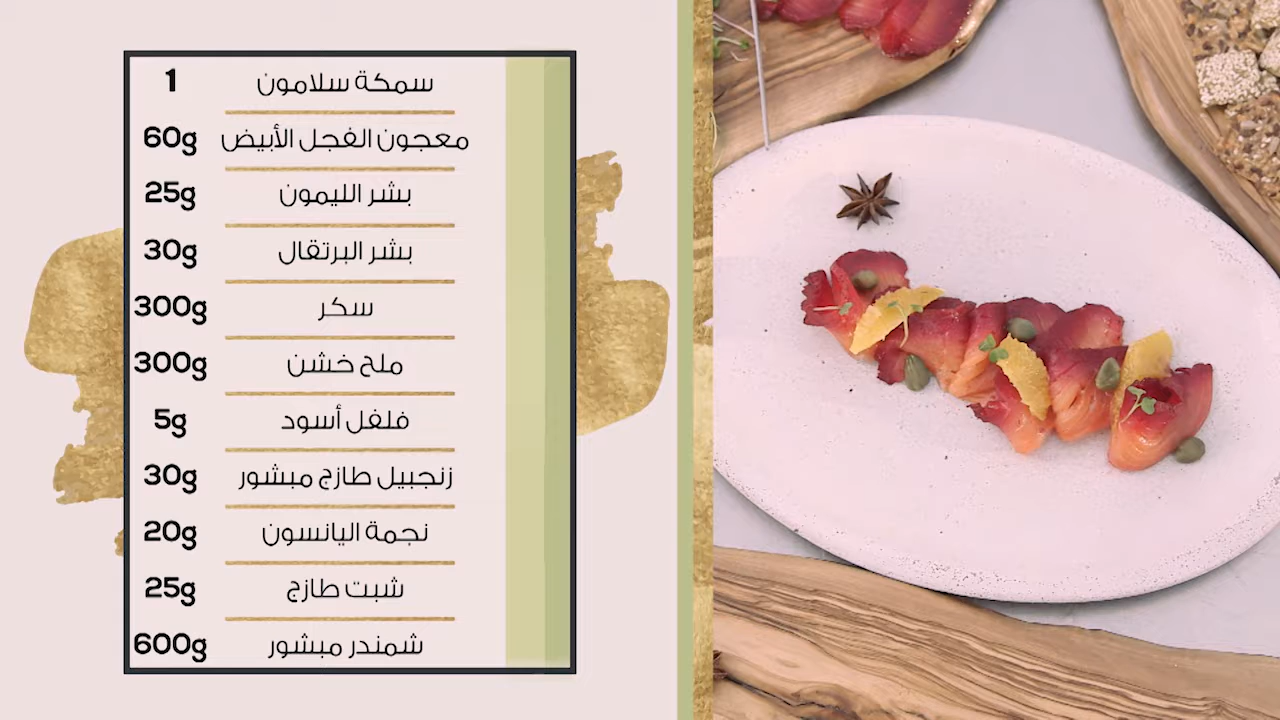 سمكة سلامون 1
معجون الفجل الأبيض 60g
بشر الليمون 25g
بشر البرتقال 30g
سكر 300g
ملح خشن 300g
فلفل أسود 5g
زنجبيل طازج مبشور 30g
نجمة اليانسون 20g
شبت طازج 25g
شمندر مبشور 600g